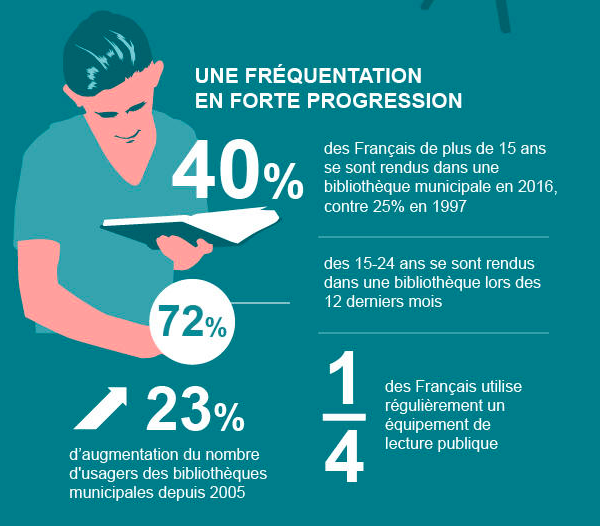 UNE FRÉQUENTATION
EN FORTE PROGRESSION
40%
des Français de plus de 15 ans
se sont rendus dans une
bibliothèque municipale en 2016,
contre 25% en 1997
72%
des 15-24 ans se sont rendus
dans une bibliothèque lors des
12 derniers mois
23%
d'augmentation du nombre
d'usagers des bibliothèques
municipales depuis 2005
1
4
des Français utilise
régulièrement un
équipement de
lecture publique